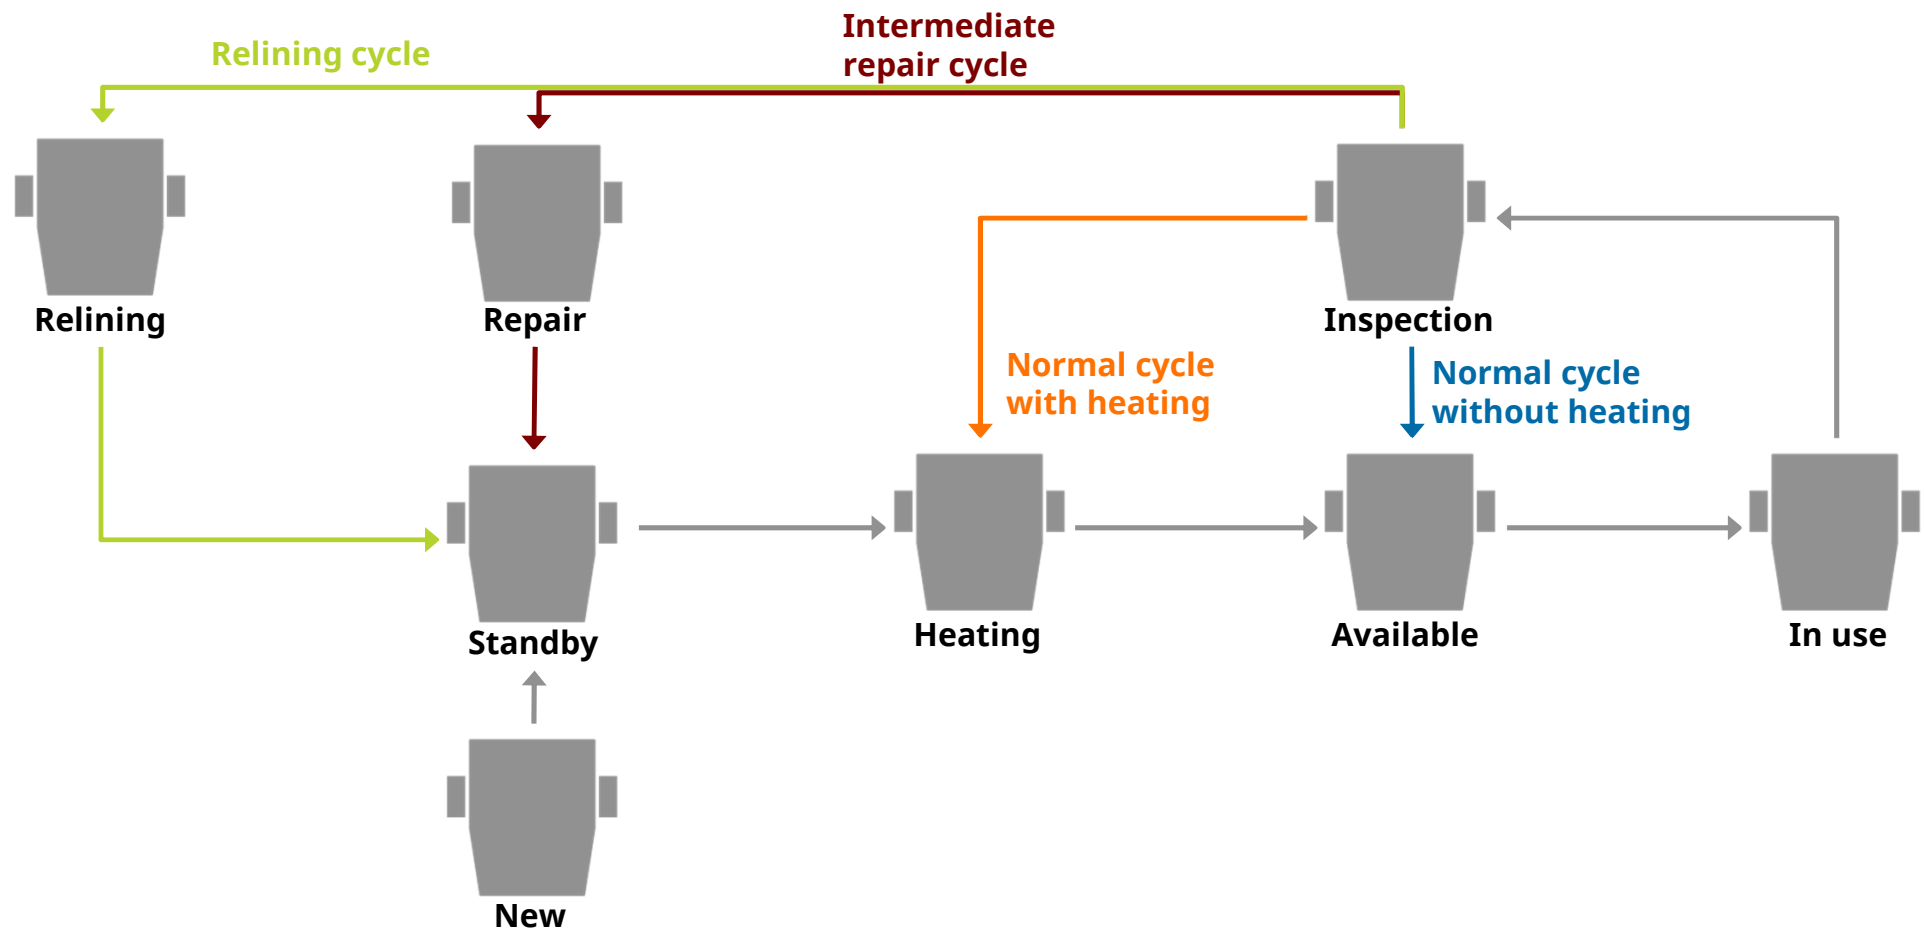 Intermediate
repair cycle
Relining cycle
Relining
Repair
Inspection
Normal cycle
with heating
Normal cycle
without heating
Standby
Heating
Available
In use
New